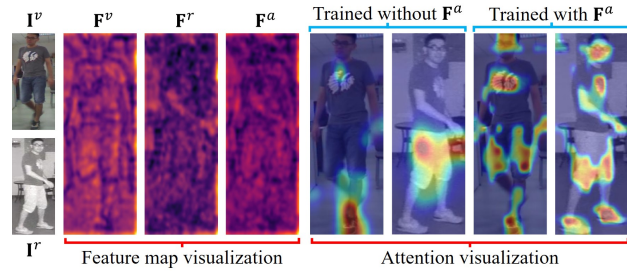 I^v F^v F^r F^a Trained without F^a Trained with F^a
I^r
Feature map visualization Attention visualization